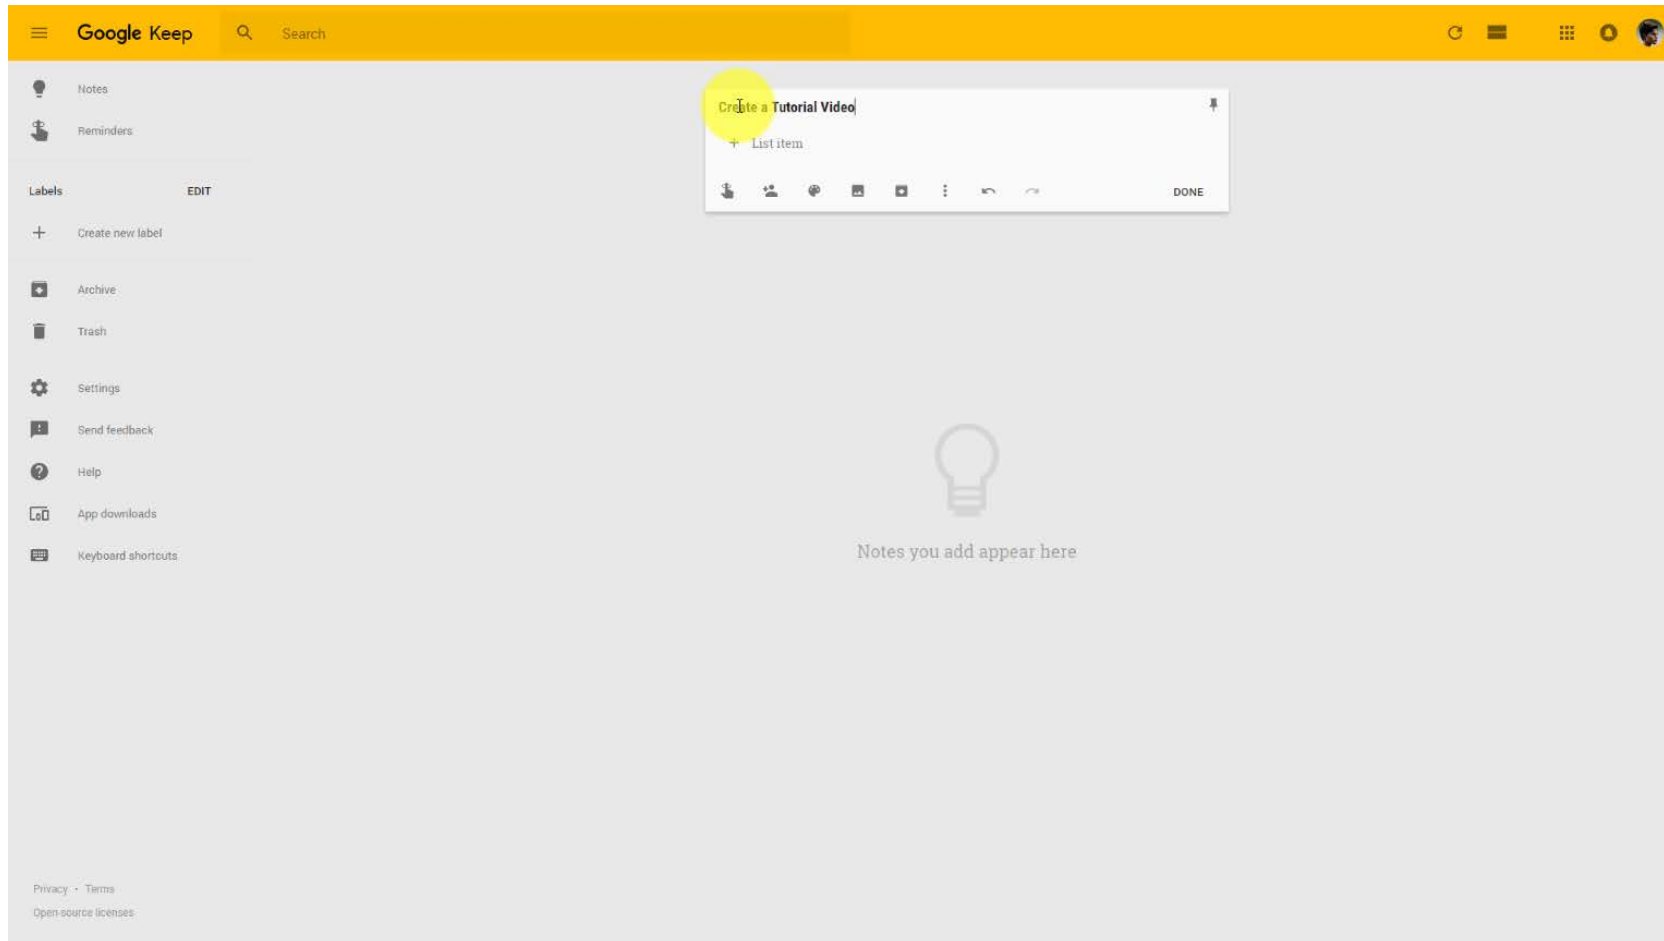 Google Keep
Search
Notes
Reminders
Labels EDIT
Create new label
Archive
Trash
Settings
Send feedback
Help
App downloads
Keyboard shortcuts
Privacy • Terms
Open-source licenses
Create a Tutorial Video
+ List item
DONE
Notes you add appear here